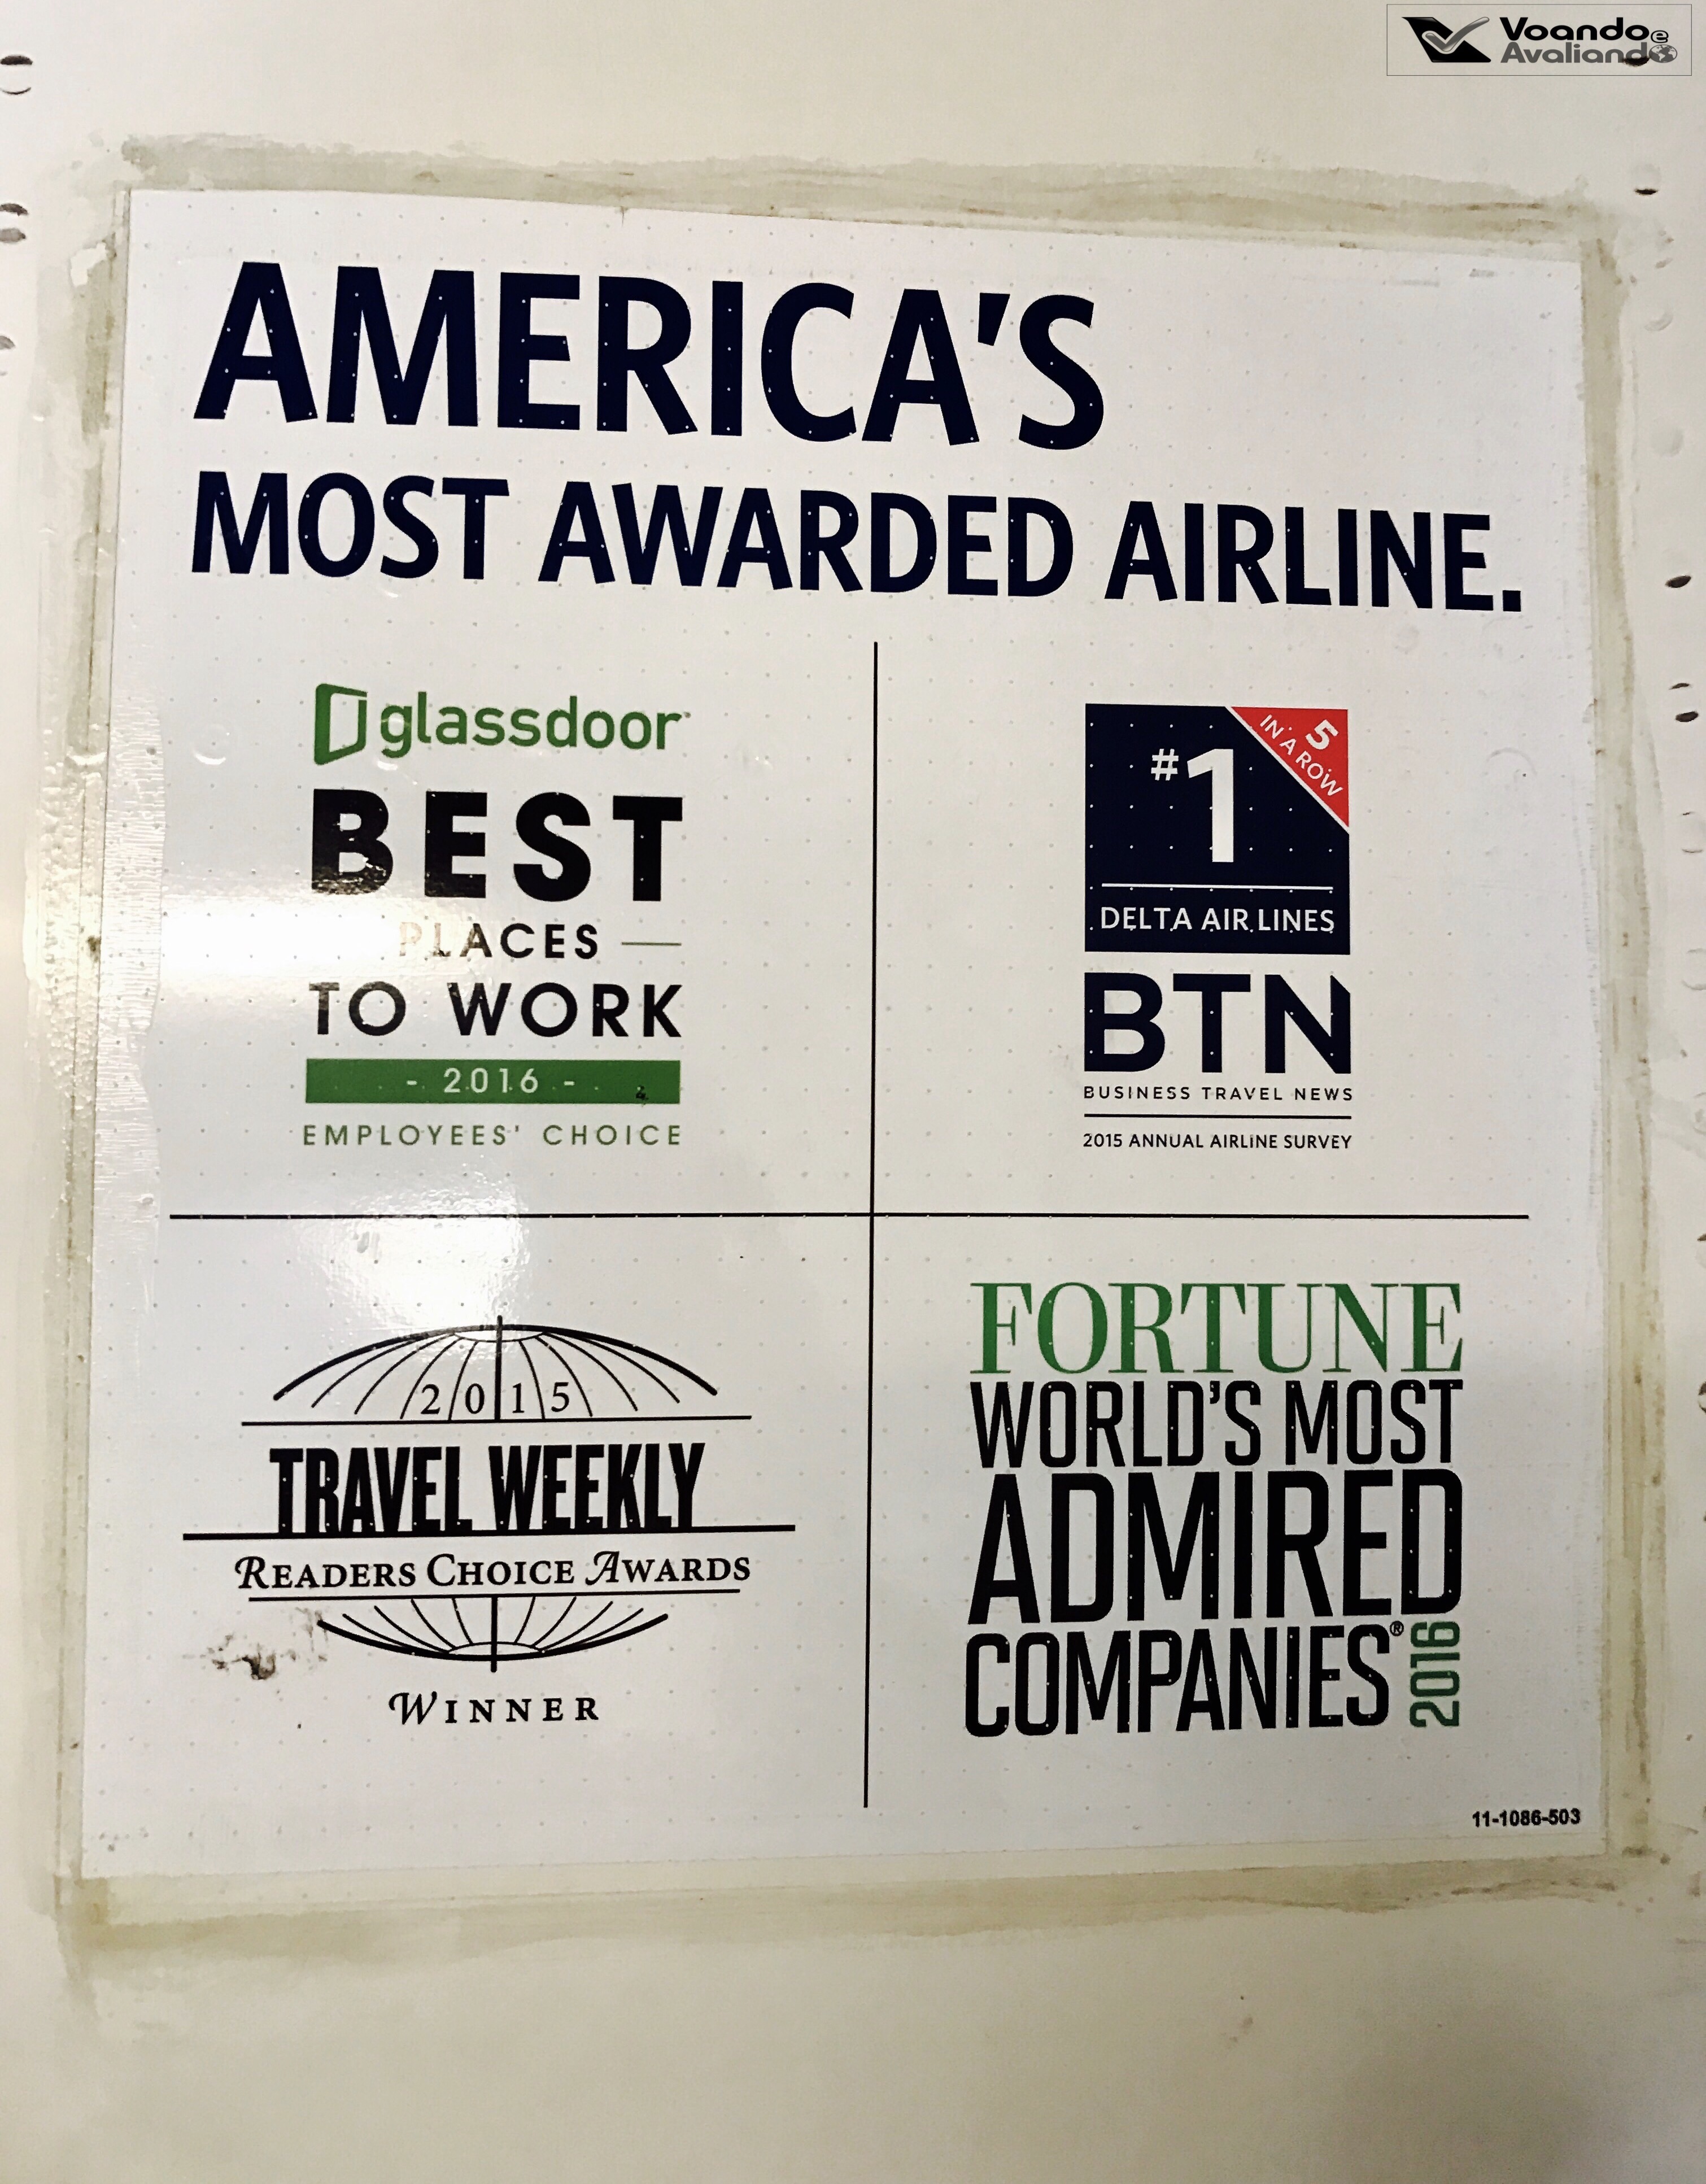 Voando e
Avaliando
AMERICA'S
MOST AWARDED AIRLINE.
glassdoor
BEST
PLACES
TO WORK
- 2016 -
EMPLOYEES' CHOICE
5
IN A ROW
#1
DELTA AIR LINES
BTN
BUSINESS TRAVEL NEWS
2015 ANNUAL AIRLINE SURVEY
2015
TRAVEL WEEKLY
READERS CHOICE AWARDS
WINNER
FORTUNE
WORLD'S MOST
ADMIRED
COMPANIES®
2016
11-1086-503